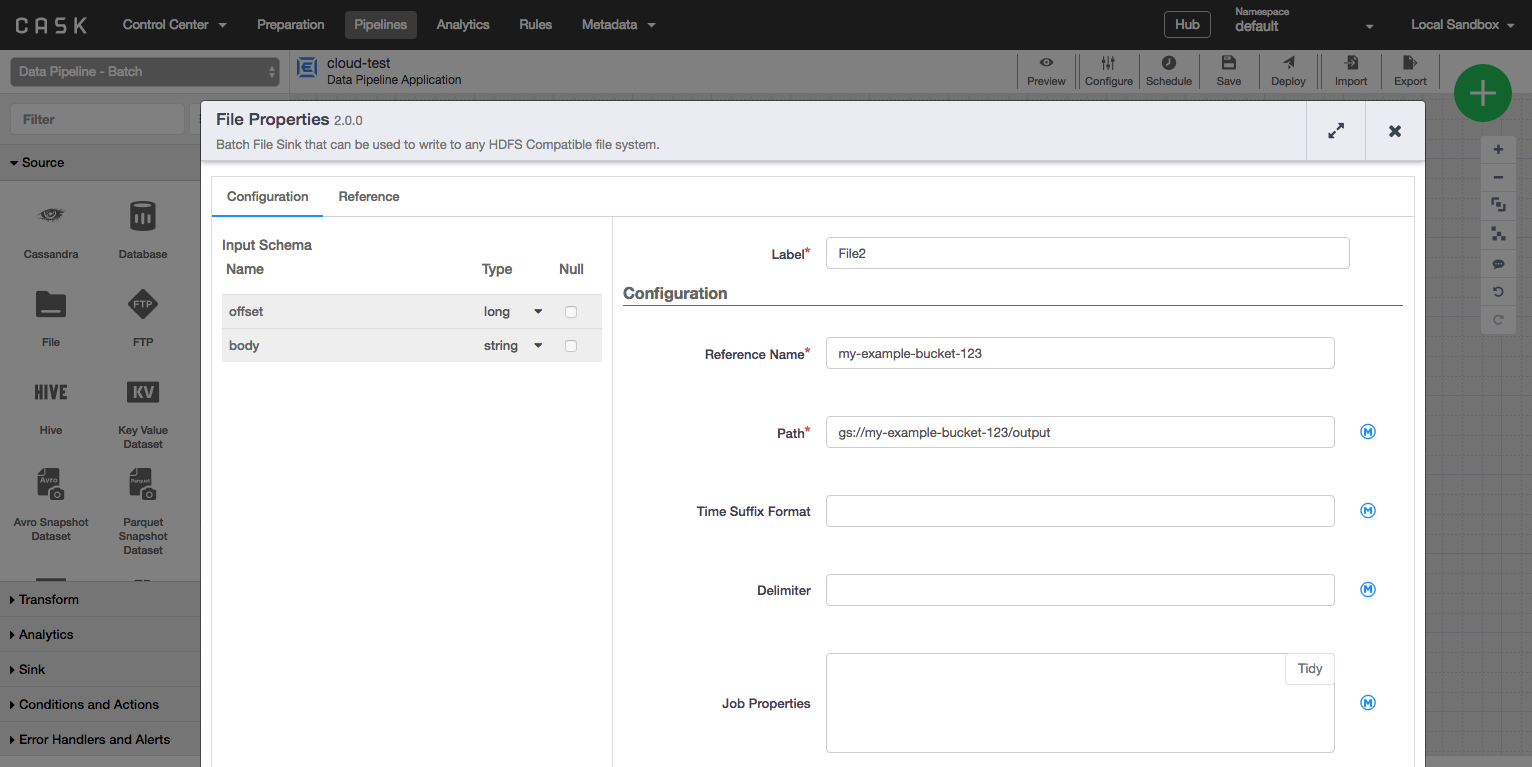 CASK
Control Center
Preparation
Pipelines
Analytics
Rules
Metadata
Hub
Namespace
default
Local Sandbox
Data Pipeline - Batch
cloud-test
Data Pipeline Application
Preview
Configure
Schedule
Save
Deploy
Import
Export
Filter
File Properties 2.0.0
Batch File Sink that can be used to write to any HDFS Compatible file system.
Source
Cassandra
Database
FTP
File
FTP
HIVE
KV
Hive
Key Value
Dataset
Avro
Parquet
Avro Snapshot
Dataset
Parquet
Snapshot
Dataset
Transform
Analytics
Sink
Conditions and Actions
Error Handlers and Alerts
Configuration
Reference
Input Schema
Name Type Null
offset long
body string
Label* File2
Configuration
Reference Name* my-example-bucket-123
Path* gs://my-example-bucket-123/output M
Time Suffix Format M
Delimiter M
Tidy
Job Properties M